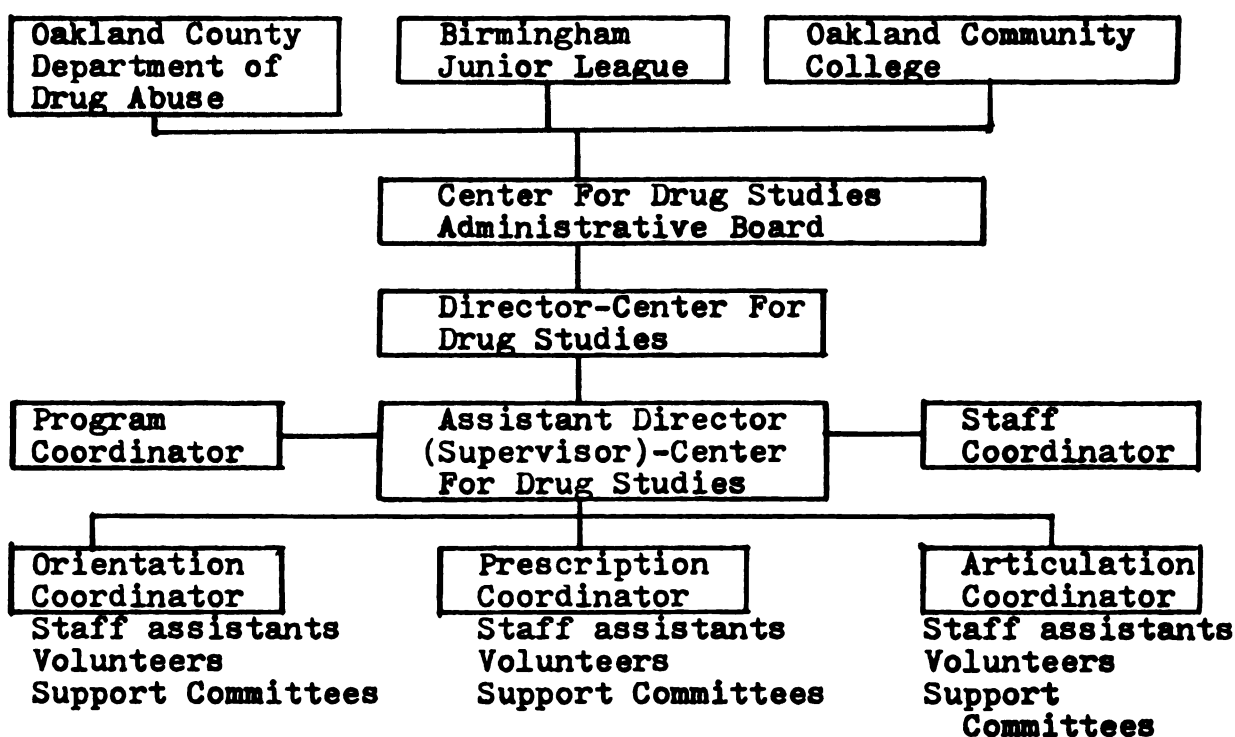 Oakland County
Department of
Drug Abuse
Birmingham
Junior League
Oakland Community
College
Center For Drug Studies
Administrative Board
Director-Center For
Drug Studies
Program
Coordinator
Assistant Director
(Supervisor)-Center
For Drug Studies
Staff
Coordinator
Orientation
Coordinator
Staff assistants
Volunteers
Support Committees
Prescription
Coordinator
Staff assistants
Volunteers
Support Committees
Articulation
Coordinator
Staff assistants
Volunteers
Support
Committees